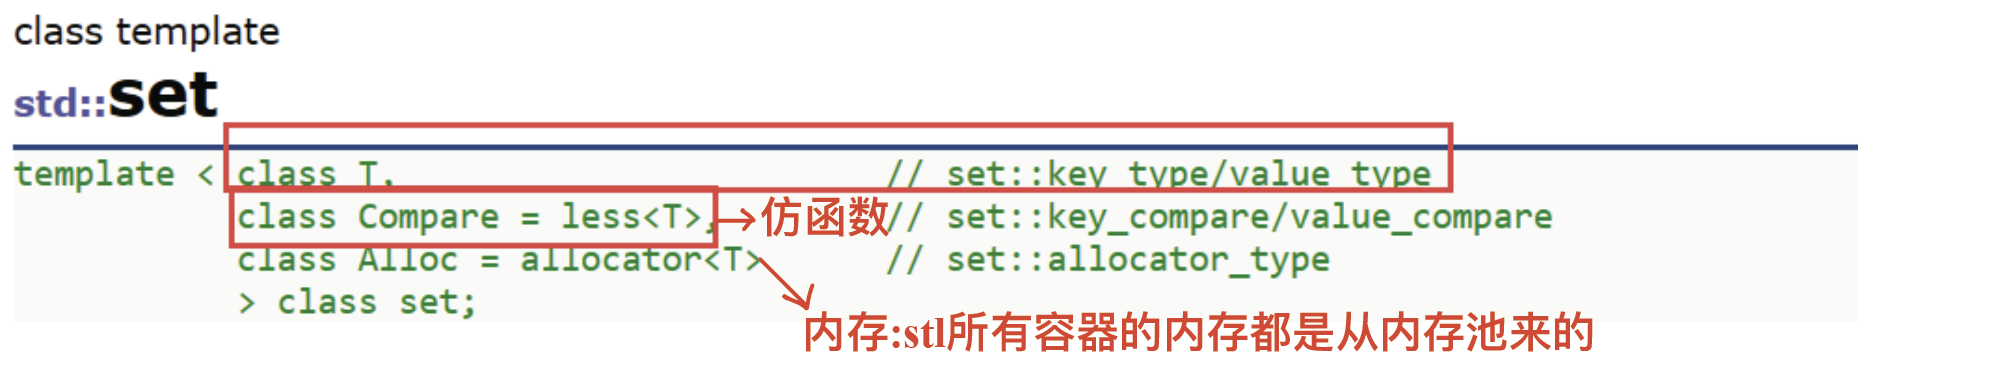 class template
std::set
template < class T,                        // set::key_type/value_type
           class Compare = less<T>,→仿函数// set::key_compare/value_compare
           class Alloc = allocator<T>      // set::allocator_type
           > class set;
内存:stl所有容器的内存都是从内存池来的